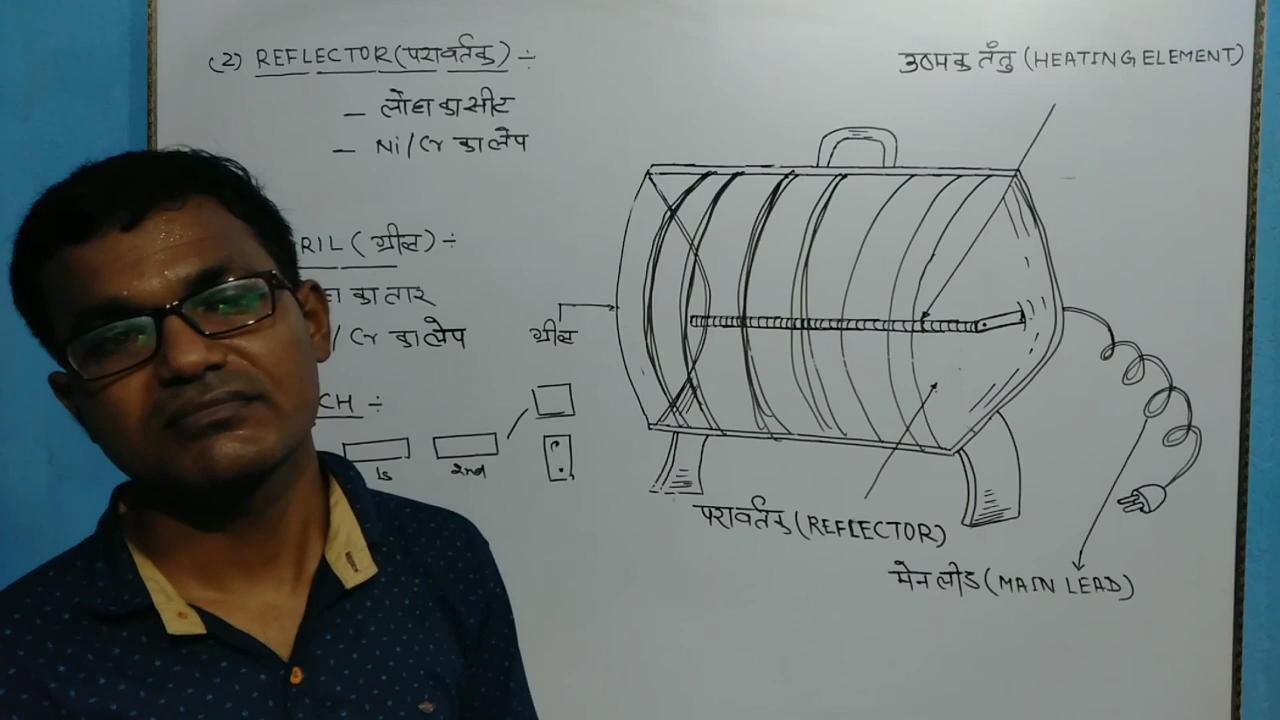 (2) REFLECTOR(परावर्तक) ÷
– लोहा का सीट
– Ni/Cr का लेप
RIL (ग्रील) ÷
का तार
/ Cr का लेप
CH ÷
1s
2nd
ग्रील
उष्मक तंतु (HEATING ELEMENT)
परावर्तक (REFLECTOR)
मेन लीड (MAIN LEAD)